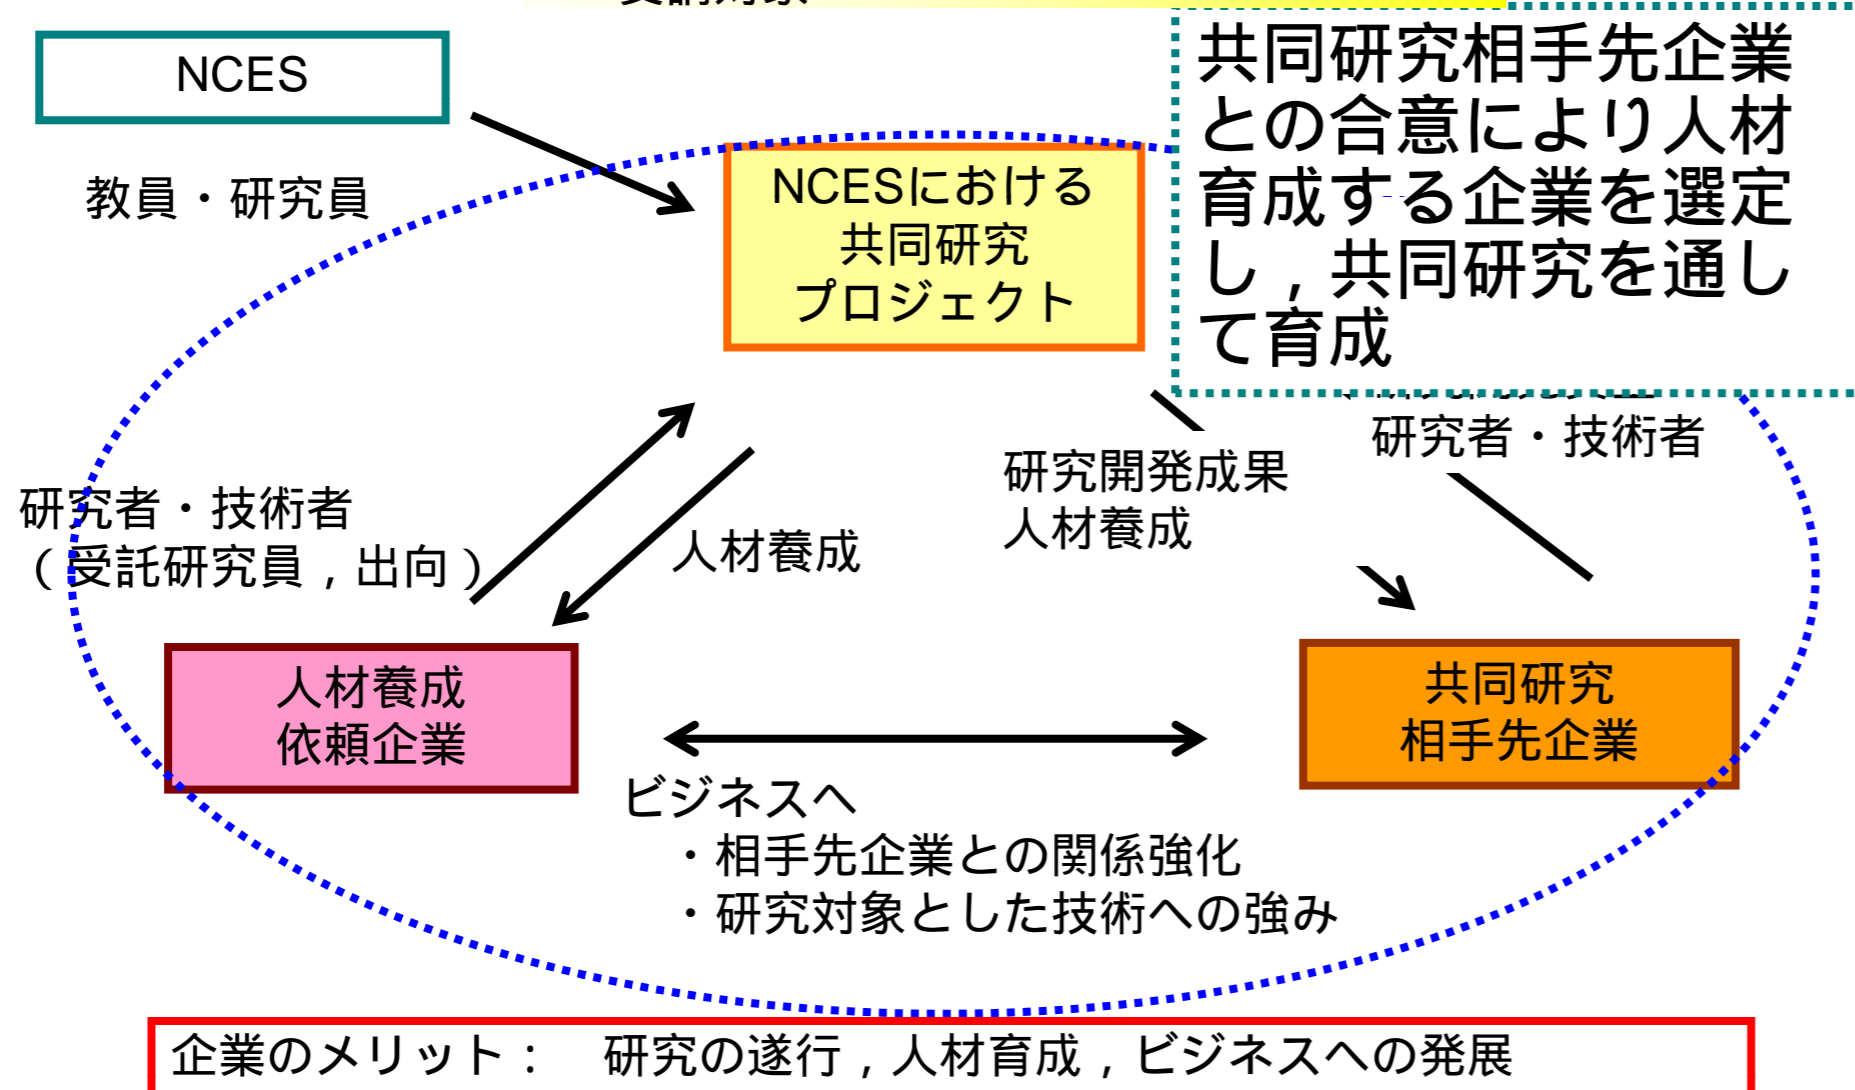 NCES
共同研究相手先企業
との合意により人材
育成する企業を選定
し，共同研究を通し
て育成
教員・研究員
NCESにおける
共同研究
プロジェクト
研究者・技術者
研究開発成果
人材養成
研究者・技術者
（受託研究員，出向）
人材養成
人材養成
依頼企業
共同研究
相手先企業
ビジネスへ
・相手先企業との関係強化
・研究対象とした技術への強み
企業のメリット：　研究の遂行，人材育成，ビジネスへの発展